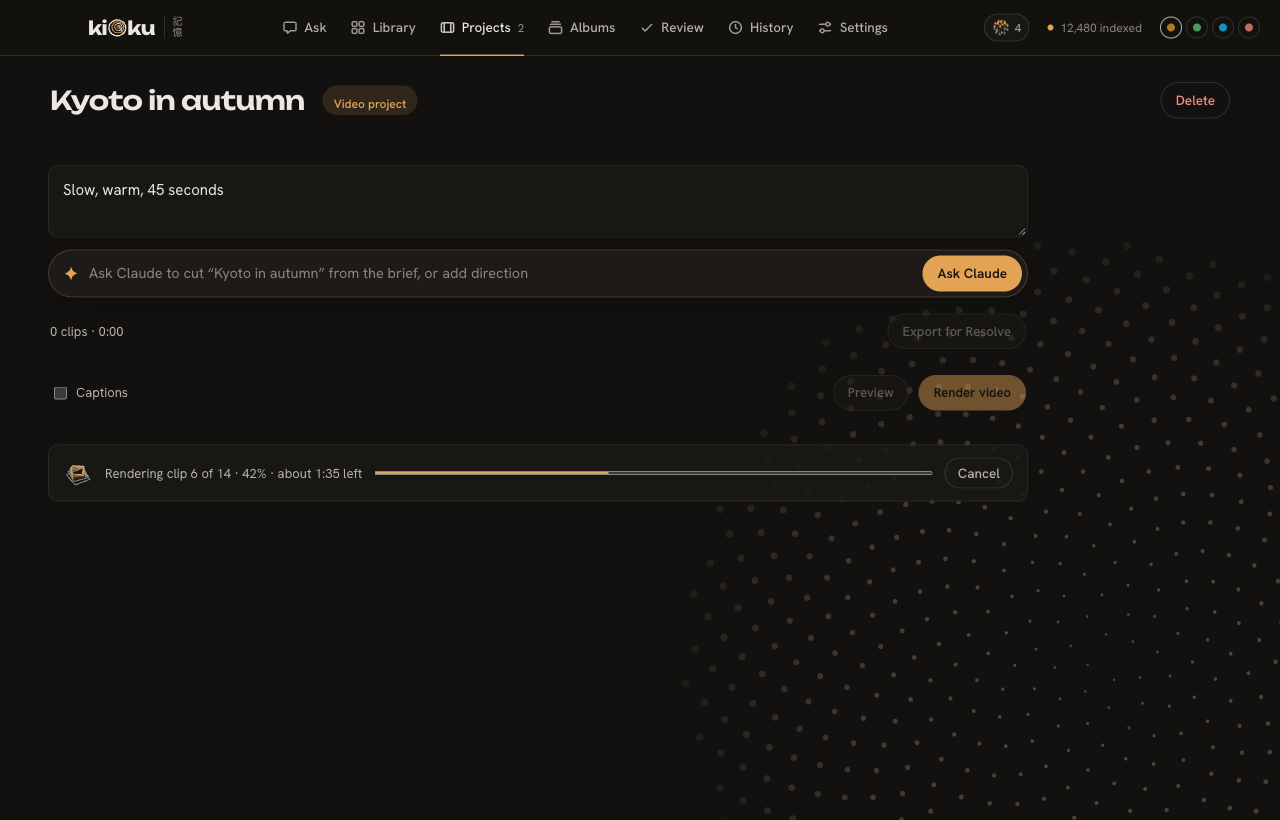 kioku 記憶
Ask Library Projects 2 Albums Review History Settings 4 12,480 indexed
Kyoto in autumn Video project Delete
Slow, warm, 45 seconds
Ask Claude to cut “Kyoto in autumn” from the brief, or add direction Ask Claude
0 clips · 0:00 Export for Resolve
Captions Preview Render video
Rendering clip 6 of 14 · 42% · about 1:35 left Cancel